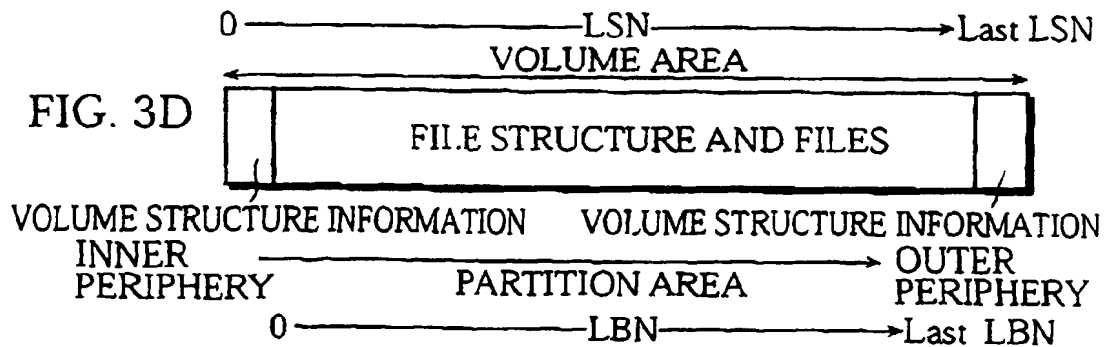 0 LSN Last LSN
VOLUME AREA
FIG. 3D
FILE STRUCTURE AND FILES
VOLUME STRUCTURE INFORMATION VOLUME STRUCTURE INFORMATION
INNER PERIPHERY
PARTITION AREA
OUTER PERIPHERY
0 LBN Last LBN